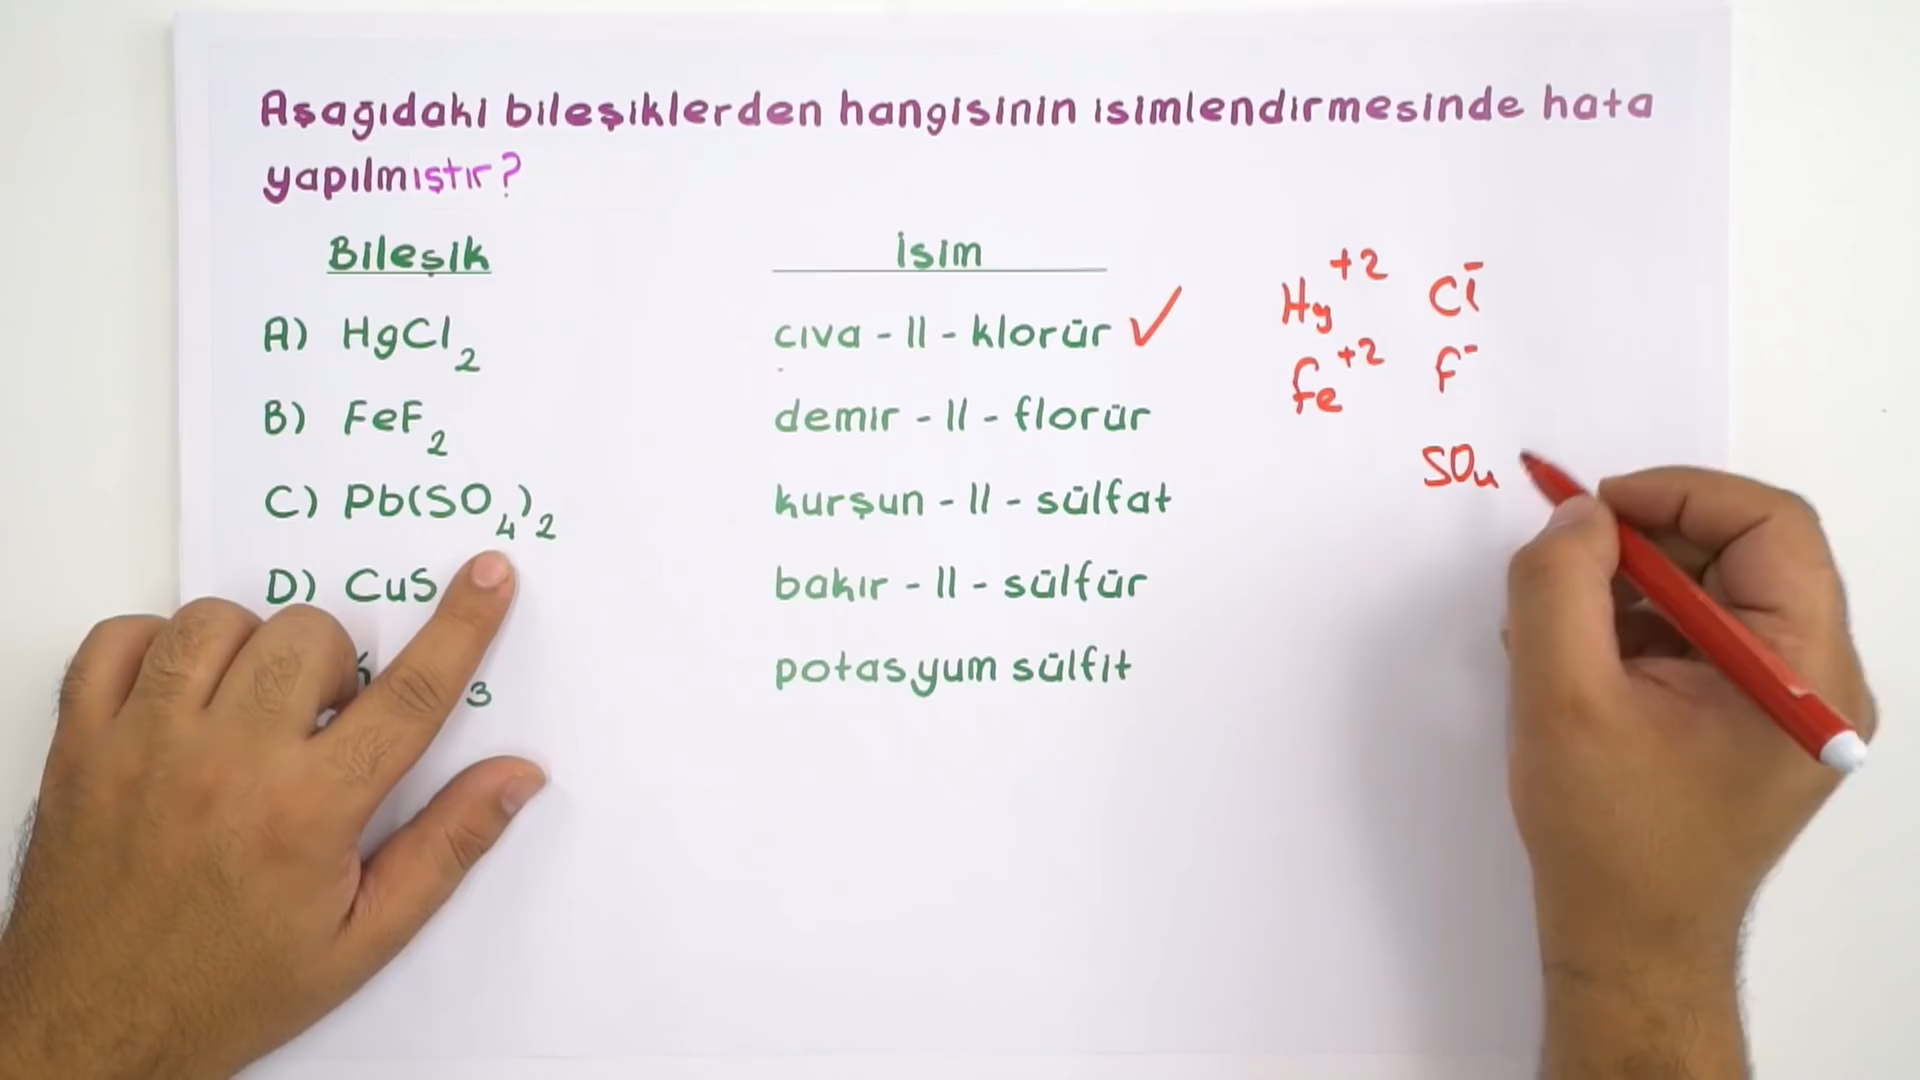 Aşağıdaki bileşiklerden hangisinin isimlendirmesinde hata
yapılmıştır?
Bileşik İsim
A) HgCl2 cıva - II - klorür ✓
B) FeF2 demir - II - florür
C) Pb(SO4)2 kurşun - II - sülfat
D) CuS bakır - II - sülfür
3 potasyum sülfit
Hg+2 Cl-
Fe+2 F-
SO4